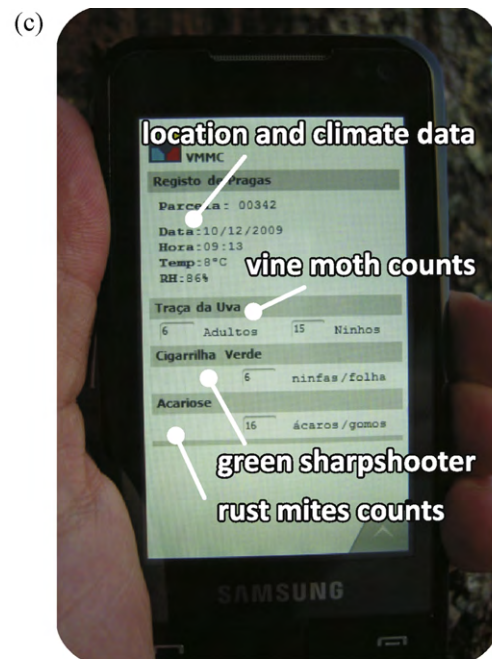 (c)
location and climate data
VMMC
Registo de Pragas
Parcela: 00342
Data:10/12/2009
Hora:09:13
Temp:8°C
RH:86%
vine moth counts
Traça da Uva
6 Adultos 15 Ninhos
Cigarrilha Verde
6 ninfas/folha
Acariose
16 ácaros/gomos
green sharpshooter
rust mites counts
SAMSUNG